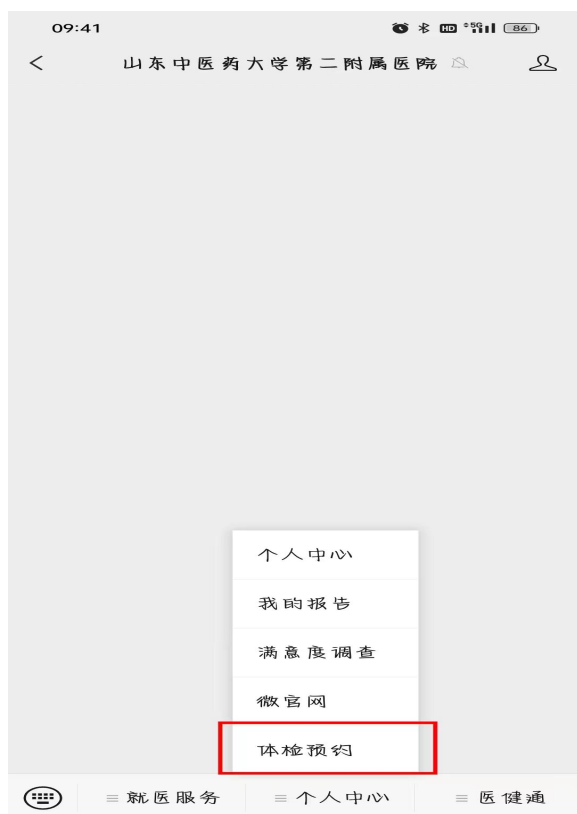 09:41
HD 5G 86
山东中医药大学第二附属医院
个人中心
我的报告
满意度调查
微官网
体检预约
就医服务 个人中心 医健通